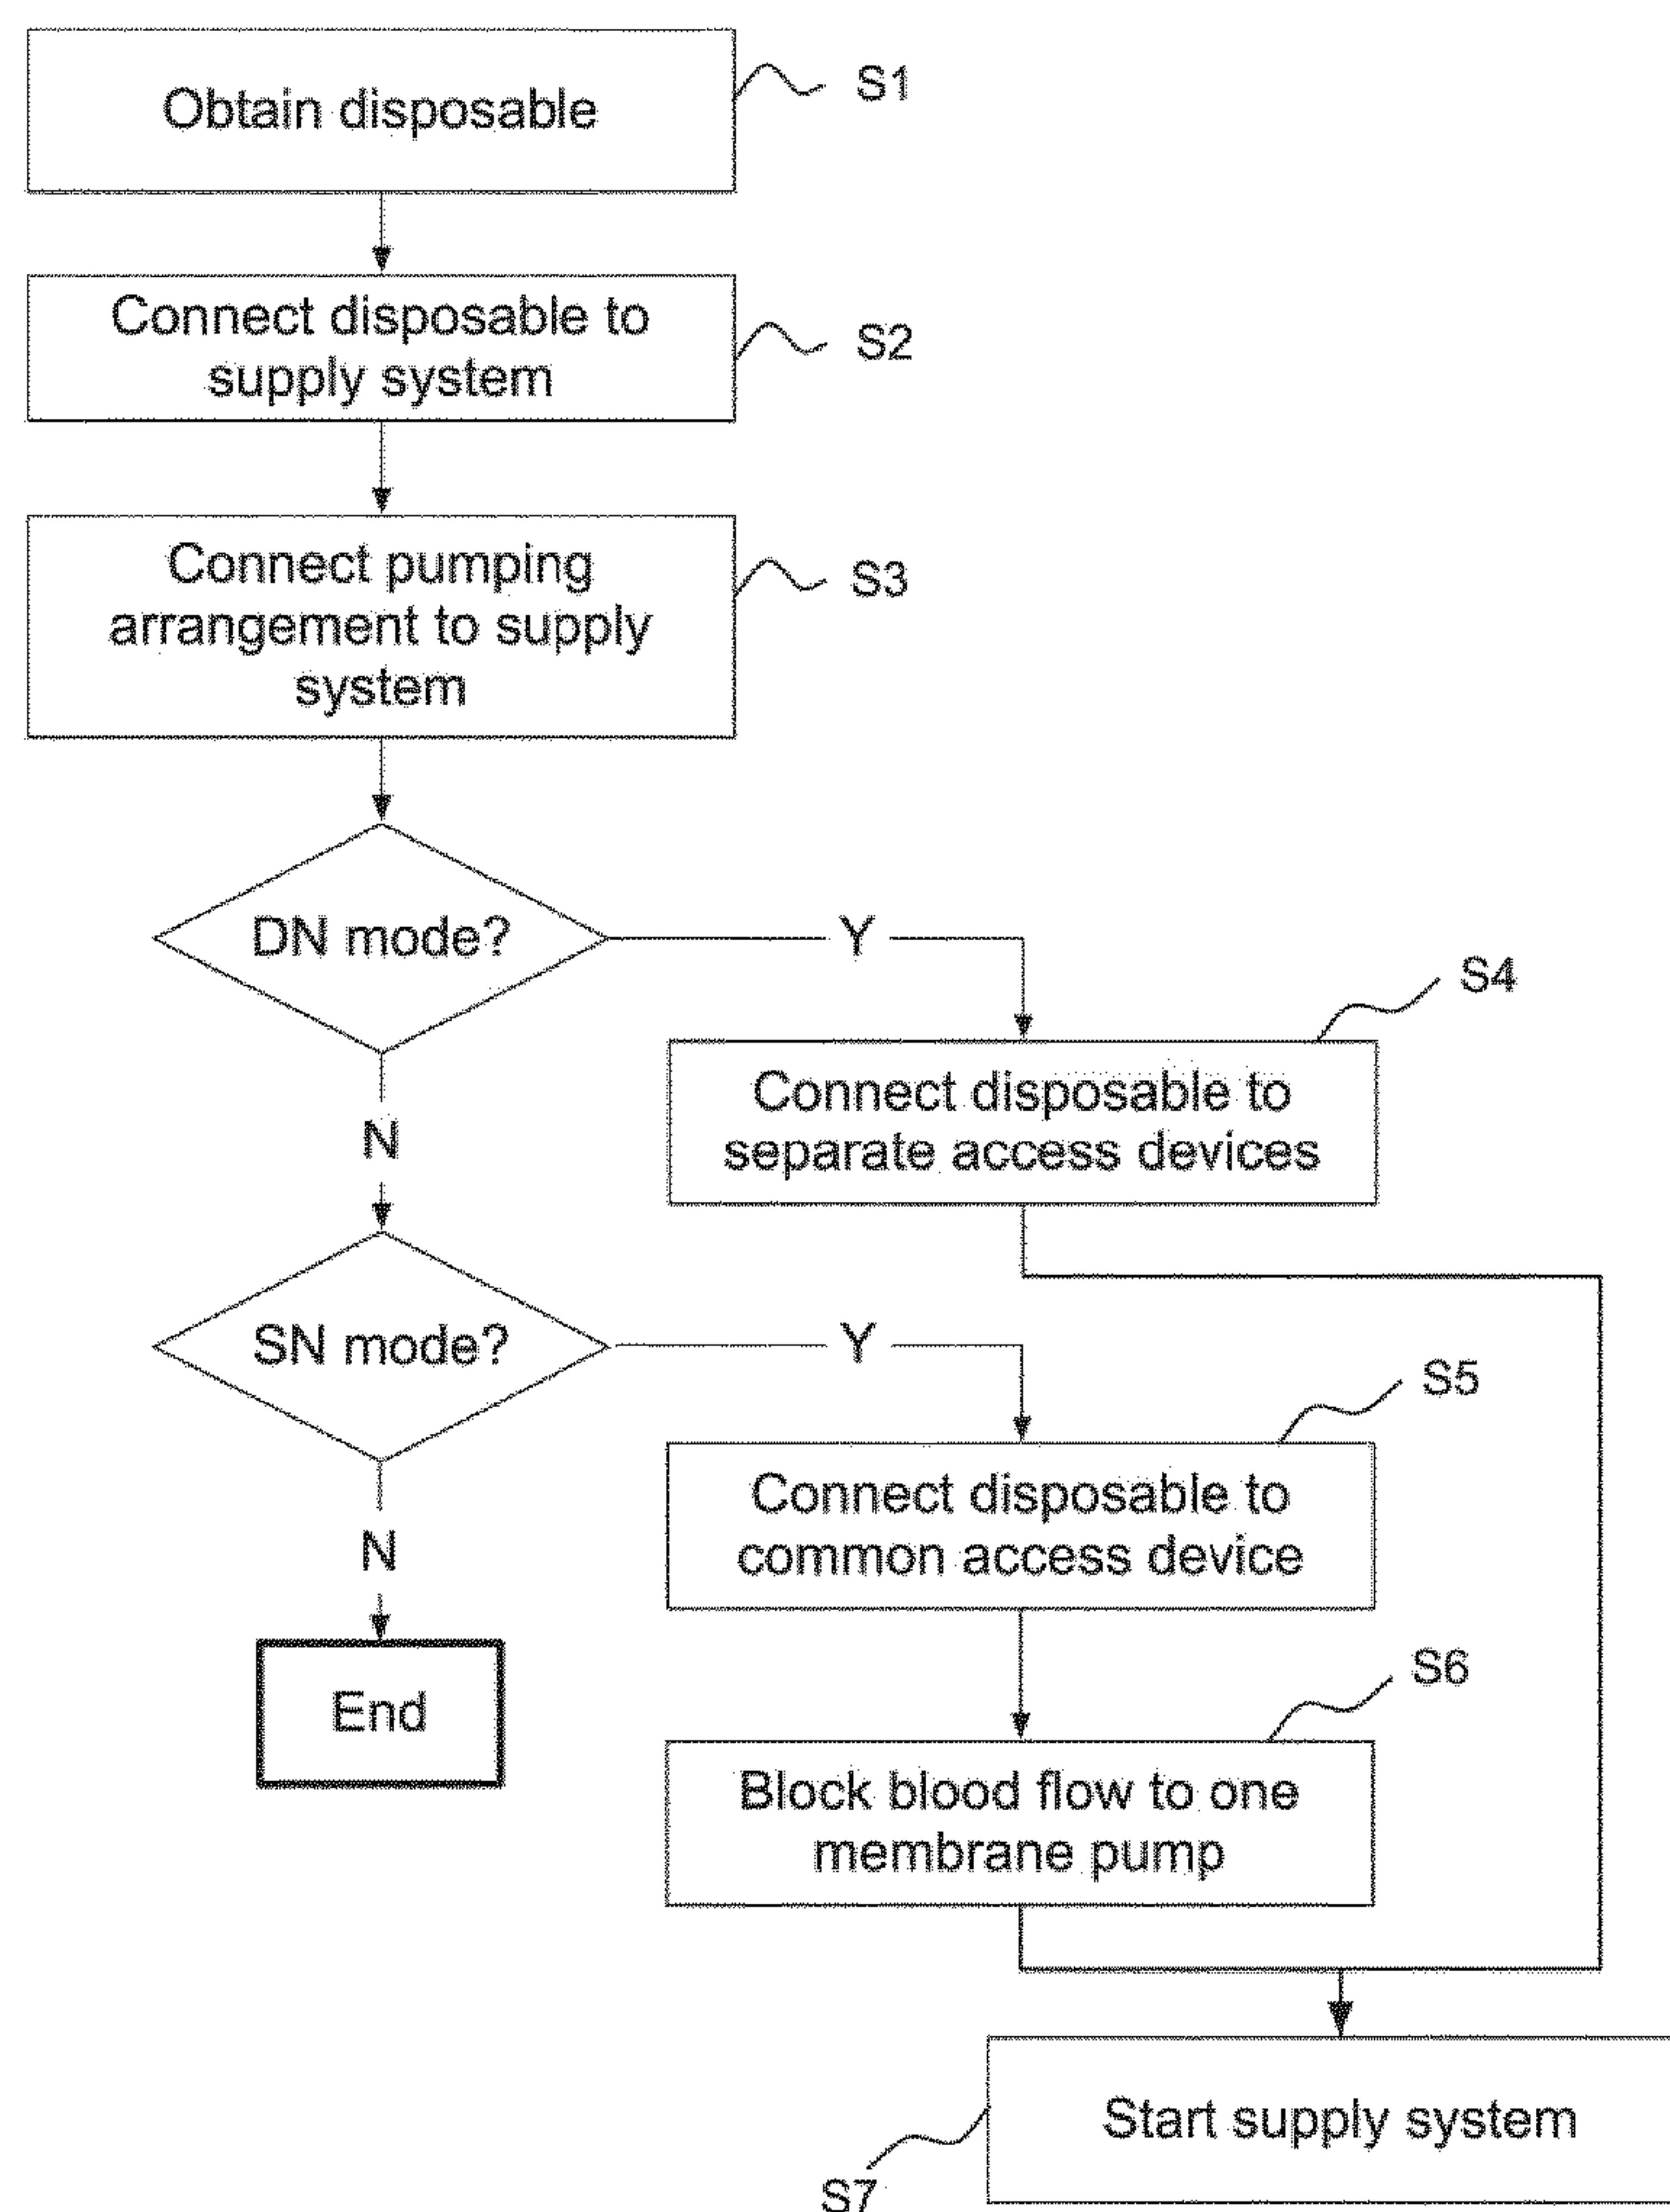 Obtain disposable
S1
Connect disposable to
supply system
S2
Connect pumping
arrangement to supply
system
S3
DN mode?
Y
S4
Connect disposable to
separate access devices
N
SN mode?
Y
S5
Connect disposable to
common access device
N
End
S6
Block blood flow to one
membrane pump
Start supply system
S7